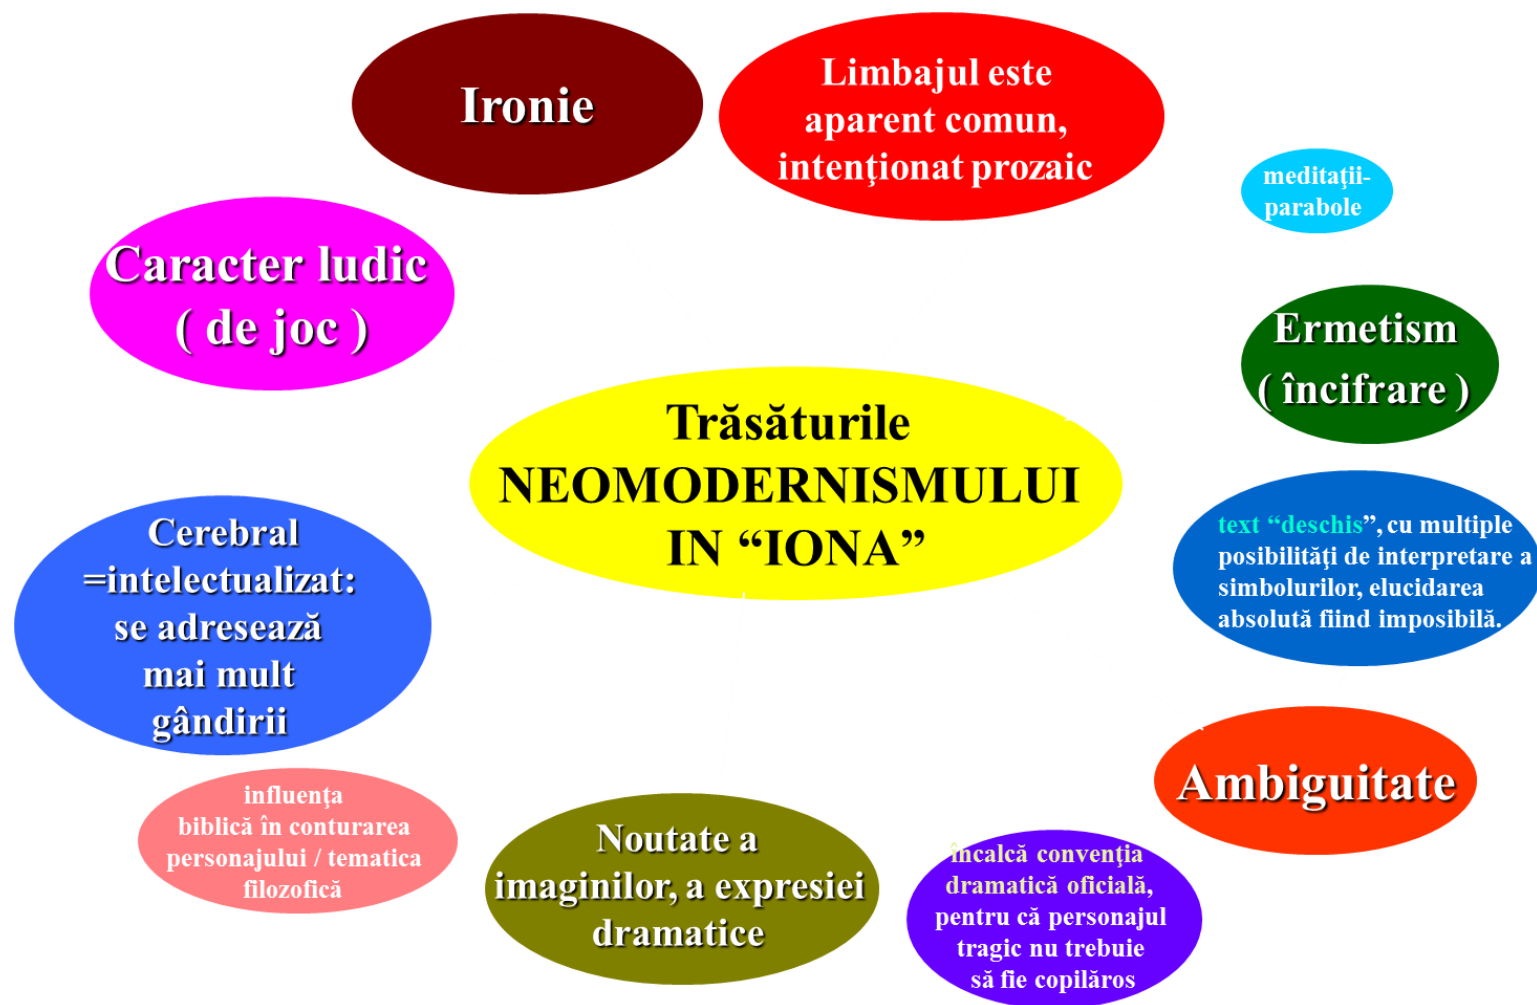 Ironie
Limbajul este
aparent comun,
intenţionat prozaic
meditaţii-
parabole
Caracter ludic
( de joc )
Ermetism
( încifrare )
Trăsăturile
NEOMODERNISMULUI
IN “IONA”
Cerebral
=intelectualizat:
se adresează
mai mult
gândirii
text “deschis”, cu multiple
posibilităţi de interpretare a
simbolurilor, elucidarea
absolută fiind imposibilă.
Ambiguitate
influenţa
biblică în conturarea
personajului / tematica
filozofică
Noutate a
imaginilor, a expresiei
dramatice
încalcă convenţia
dramatică oficială,
pentru că personajul
tragic nu trebuie
să fie copilăros